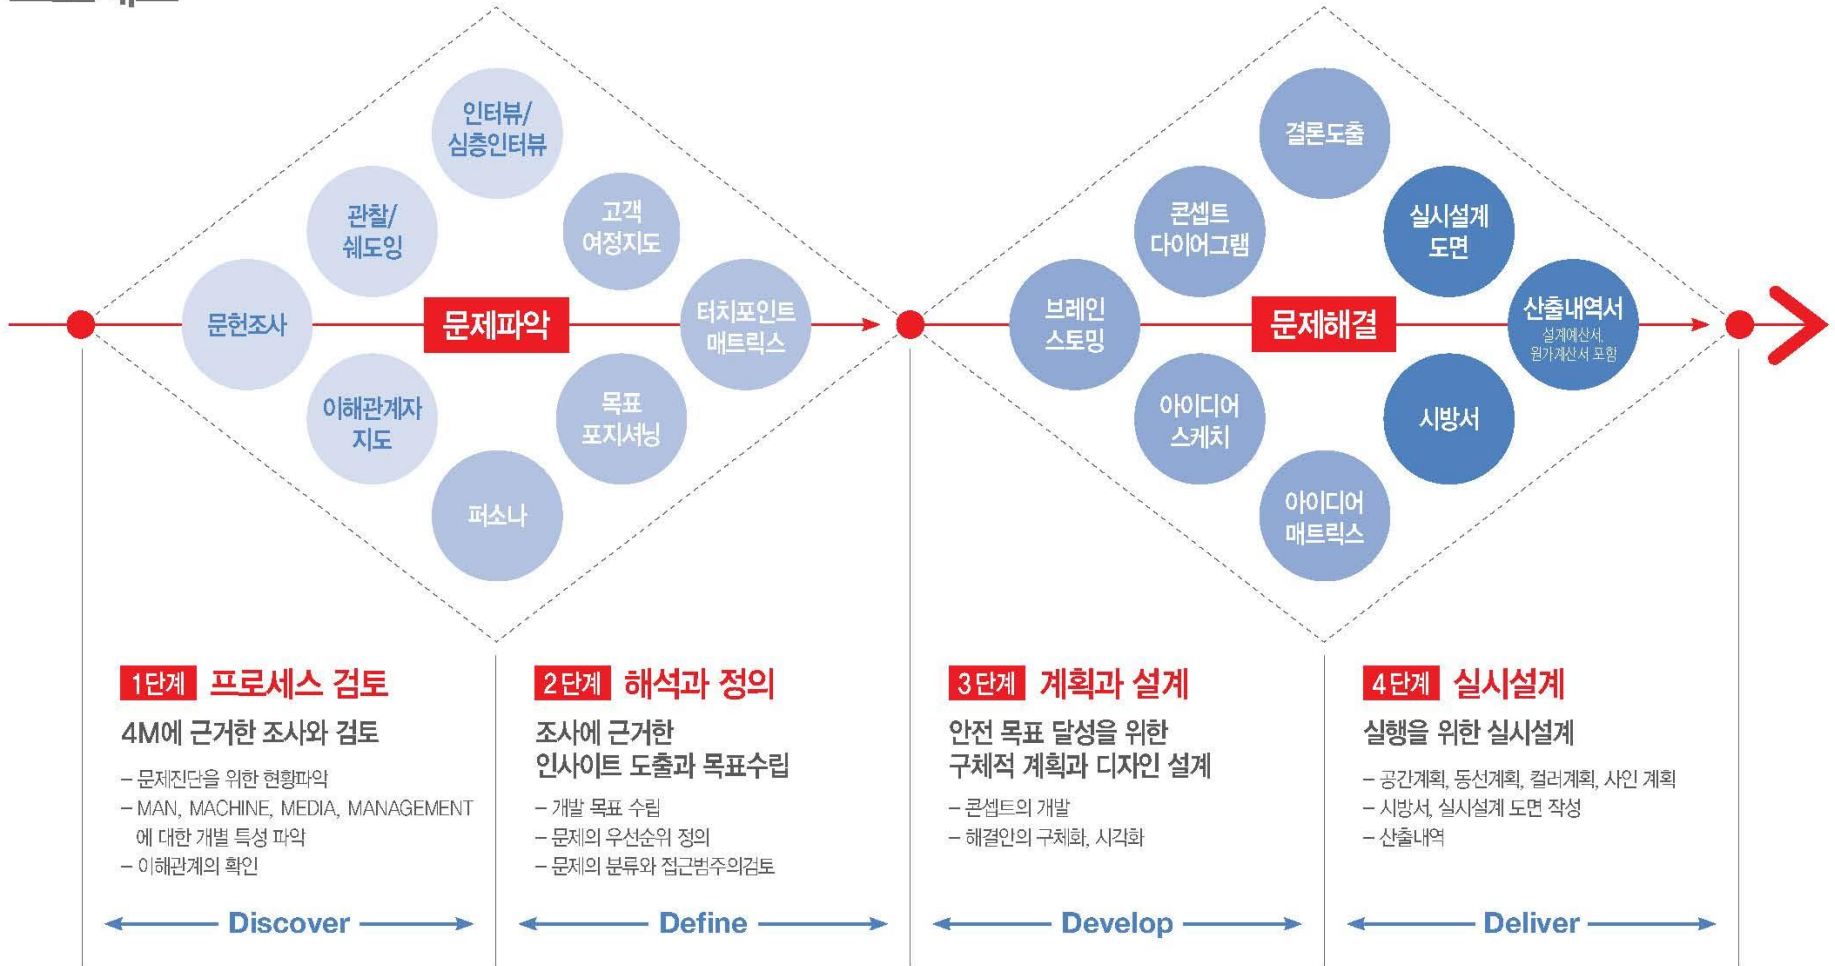 인터뷰/
심층인터뷰
관찰/
쉐도잉
고객
여정지도
문헌조사
문제파악
터치포인트
매트릭스
이해관계자
지도
목표
포지셔닝
퍼소나
결론도출
콘셉트
다이어그램
실시설계
도면
브레인
스토밍
문제해결
산출내역서
설계예산서,
원가계산서 포함
아이디어
스케치
시방서
아이디어
매트릭스
1단계 프로세스 검토
4M에 근거한 조사와 검토
– 문제진단을 위한 현황파악
– MAN, MACHINE, MEDIA, MANAGEMENT
에 대한 개별 특성 파악
– 이해관계의 확인
Discover
2단계 해석과 정의
조사에 근거한
인사이트 도출과 목표수립
– 개발 목표 수립
– 문제의 우선순위 정의
– 문제의 분류와 접근범주의검토
Define
3단계 계획과 설계
안전 목표 달성을 위한
구체적 계획과 디자인 설계
– 콘셉트의 개발
– 해결안의 구체화, 시각화
Develop
4단계 실시설계
실행을 위한 실시설계
– 공간계획, 동선계획, 컬러계획, 사인 계획
– 시방서, 실시설계 도면 작성
– 산출내역
Deliver